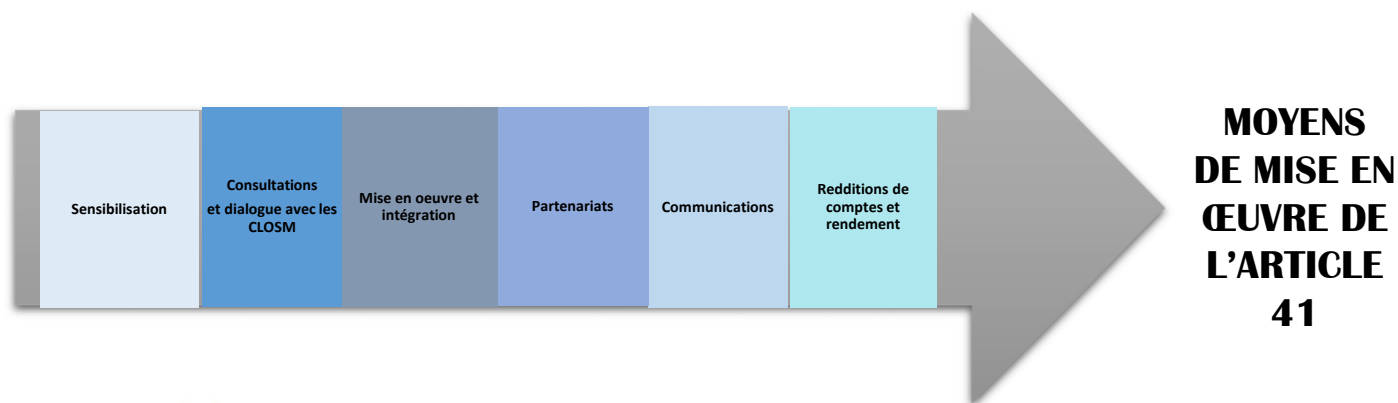 Sensibilisation
Consultations
et dialogue avec les
CLOSM
Mise en oeuvre et
intégration
Partenariats
Communications
Redditions de
comptes et
rendement
MOYENS
DE MISE EN
ŒUVRE DE
L’ARTICLE
41